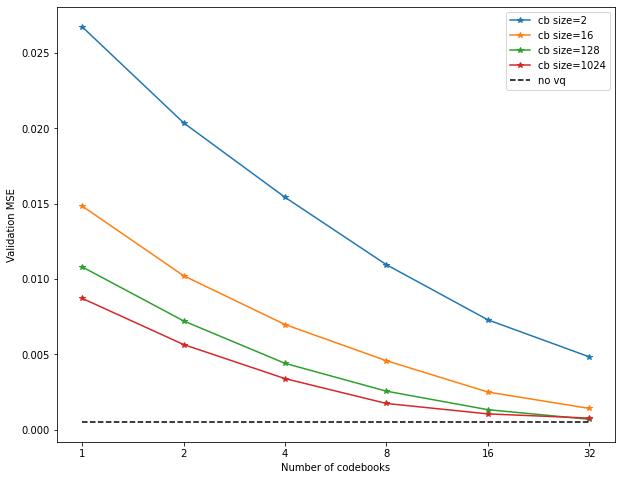 cb size=2
cb size=16
cb size=128
cb size=1024
no vq
Validation MSE
0.025
0.020
0.015
0.010
0.005
0.000
1 2 4 8 16 32
Number of codebooks